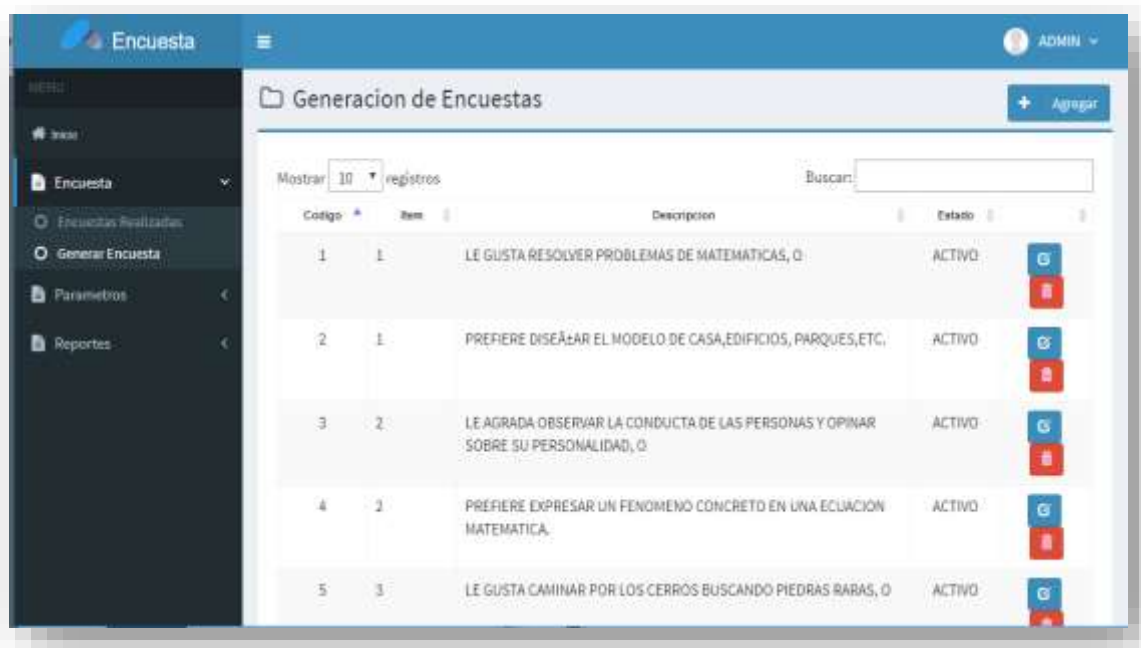 Encuesta
ADMIN
MENU
Generacion de Encuestas
Agregar
Inicio
Encuesta
Mostrar 10 registros
Buscar:
Encuestas Realizadas
Codigo Item Descripcion Estado
Generar Encuesta
1 1 LE GUSTA RESOLVER PROBLEMAS DE MATEMATICAS, O ACTIVO
Parametros
Reportes
2 1 PREFIERE DISEÃ±AR EL MODELO DE CASA,EDIFICIOS, PARQUES,ETC. ACTIVO
3 2 LE AGRADA OBSERVAR LA CONDUCTA DE LAS PERSONAS Y OPINAR ACTIVO
SOBRE SU PERSONALIDAD, O
4 2 PREFIERE EXPRESAR UN FENOMENO CONCRETO EN UNA ECUACION ACTIVO
MATEMATICA.
5 3 LE GUSTA CAMINAR POR LOS CERROS BUSCANDO PIEDRAS RARAS, O ACTIVO